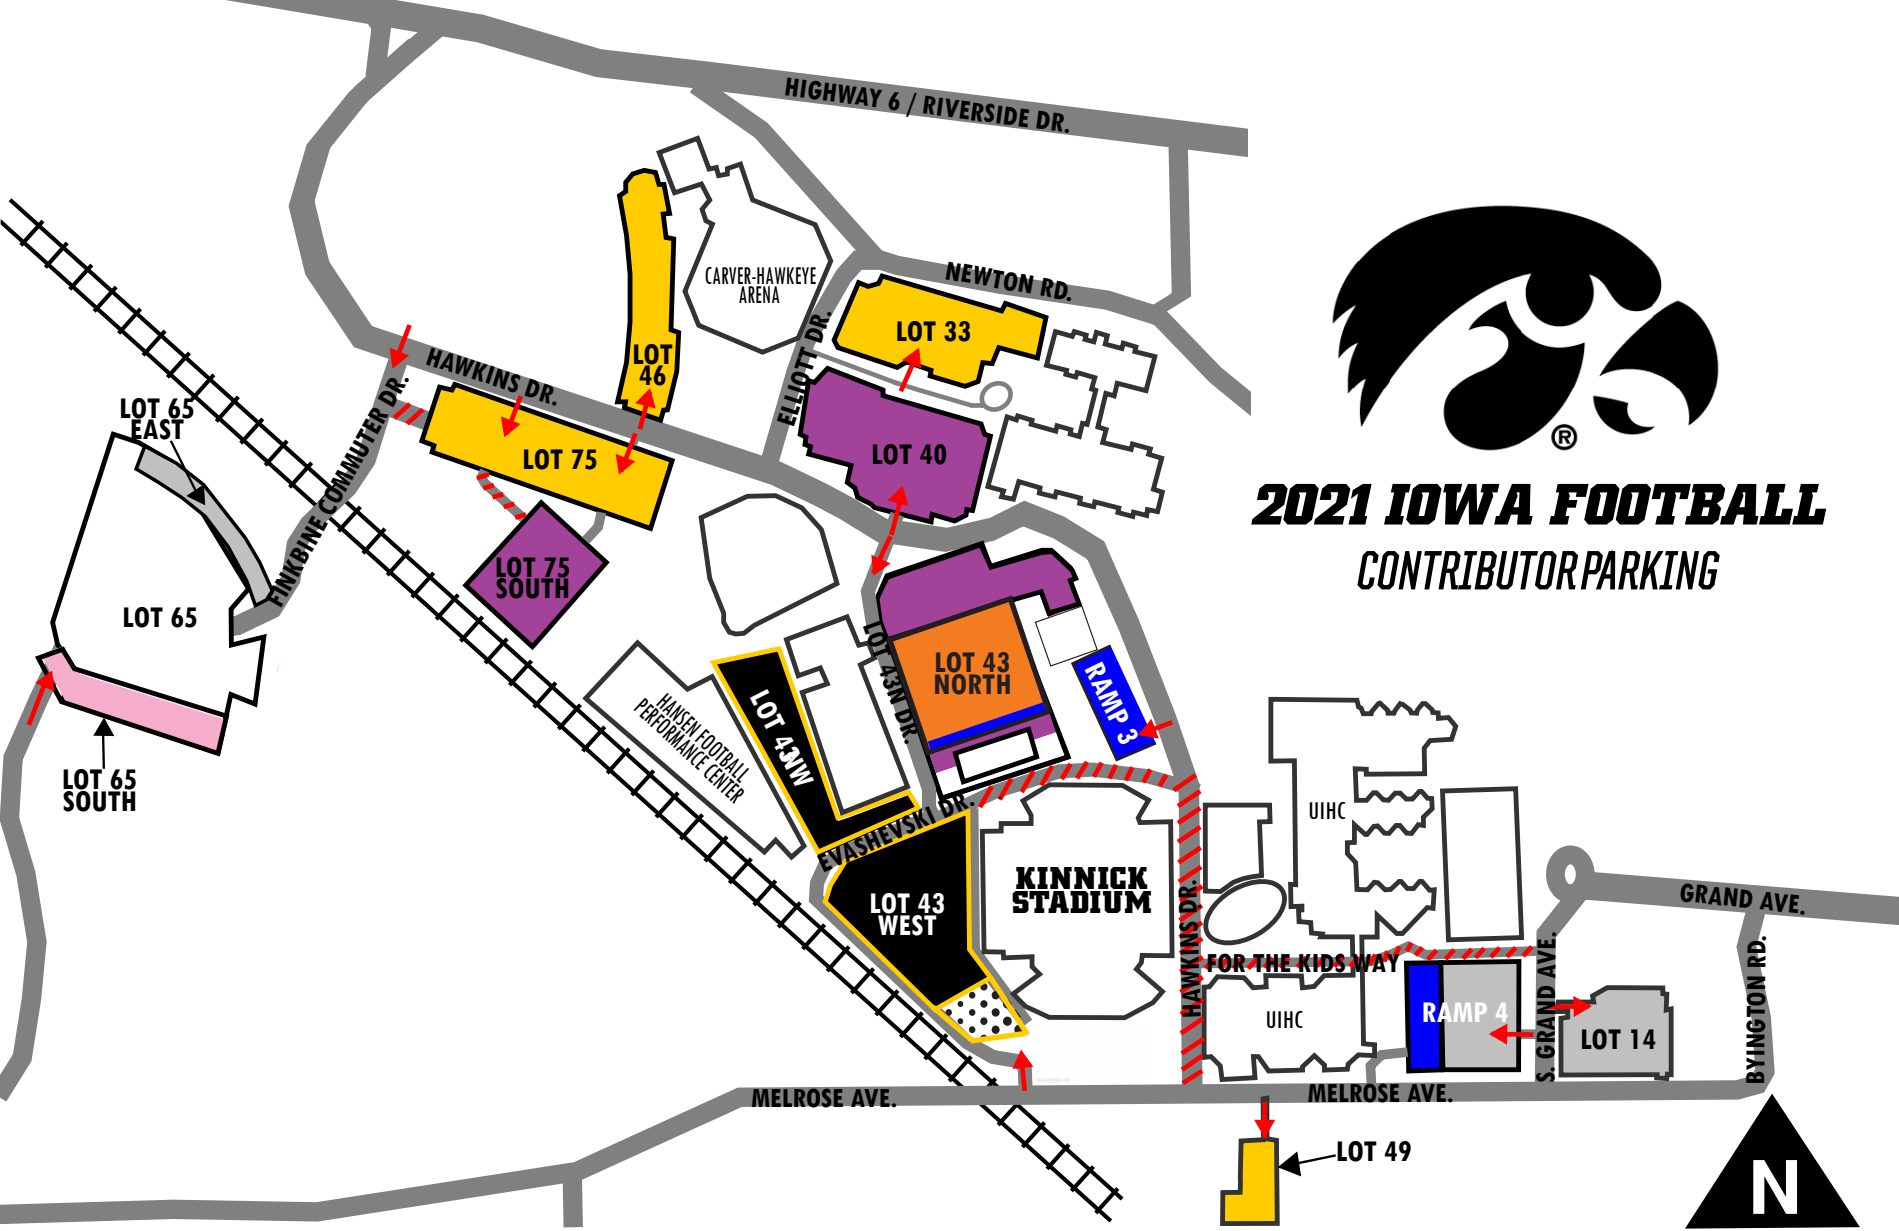 HIGHWAY 6 / RIVERSIDE DR.
NEWTON RD.
CARVER-HAWKEYE
ARENA
ELLIOTT DR.
LOT 33
LOT
46
HAWKINS DR.
FINKBINE COMMUTER DR.
LOT 65
EAST
LOT 75
LOT 40
®
2021 IOWA FOOTBALL
CONTRIBUTOR PARKING
LOT 75
SOUTH
LOT 65
LOT 65
SOUTH
LOT 43N DR.
LOT 43
NORTH
RAMP 3
HANSEN FOOTBALL
PERFORMANCE CENTER
LOT 43NW
EVASHEVSKI DR.
LOT 43
WEST
KINNICK
STADIUM
HAWKINS DR.
UIHC
FOR THE KIDS WAY
UIHC
RAMP 4
S. GRAND AVE.
LOT 14
GRAND AVE.
BYINGTON RD.
MELROSE AVE.
MELROSE AVE.
LOT 49
N